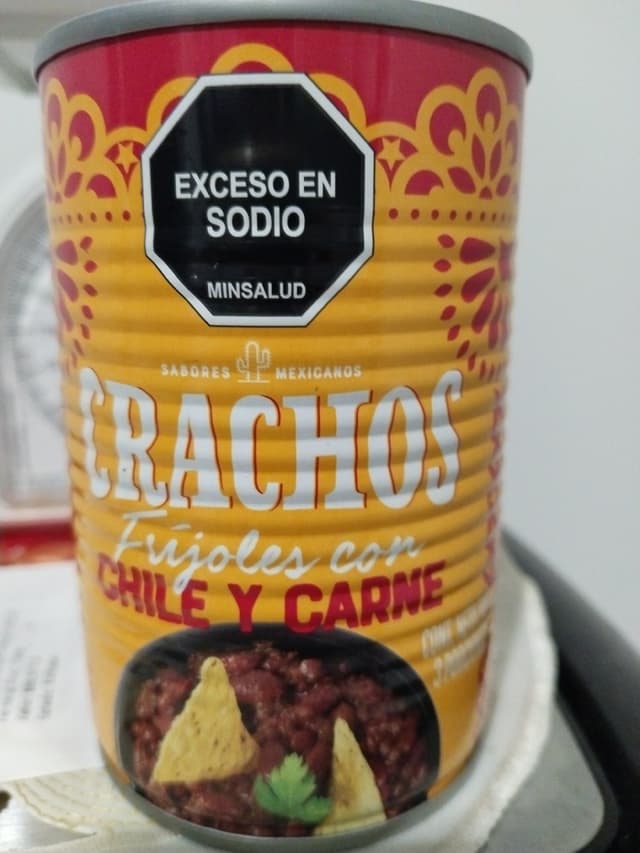 EXCESO EN
SODIO
MINSALUD
SABORES MEXICANOS
CRACHOS
Frijoles con
CHILE Y CARNE